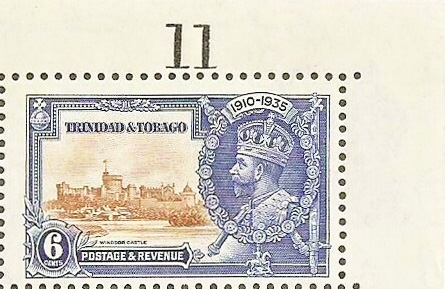 11
1910-1935
TRINIDAD & TOBAGO
WINDSOR CASTLE
6
CENTS
POSTAGE & REVENUE